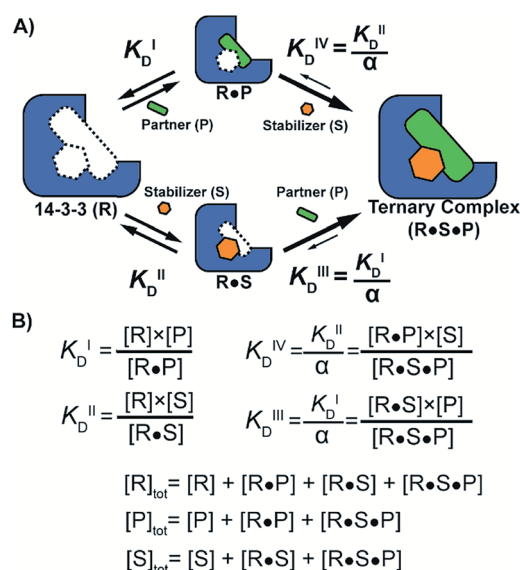 A)
K_D^I
K_D^IV = K_D^II / α
R●P
Partner (P)
Stabilizer (S)
14-3-3 (R)
Stabilizer (S)
Partner (P)
Ternary Complex
(R●S●P)
K_D^II
R●S
K_D^III = K_D^I / α
B)
K_D^I = [R]×[P] / [R●P]
K_D^IV = K_D^II / α = [R●P]×[S] / [R●S●P]
K_D^II = [R]×[S] / [R●S]
K_D^III = K_D^I / α = [R●S]×[P] / [R●S●P]
[R]tot= [R] + [R●P] + [R●S] + [R●S●P]
[P]tot= [P] + [R●P] + [R●S●P]
[S]tot= [S] + [R●S] + [R●S●P]